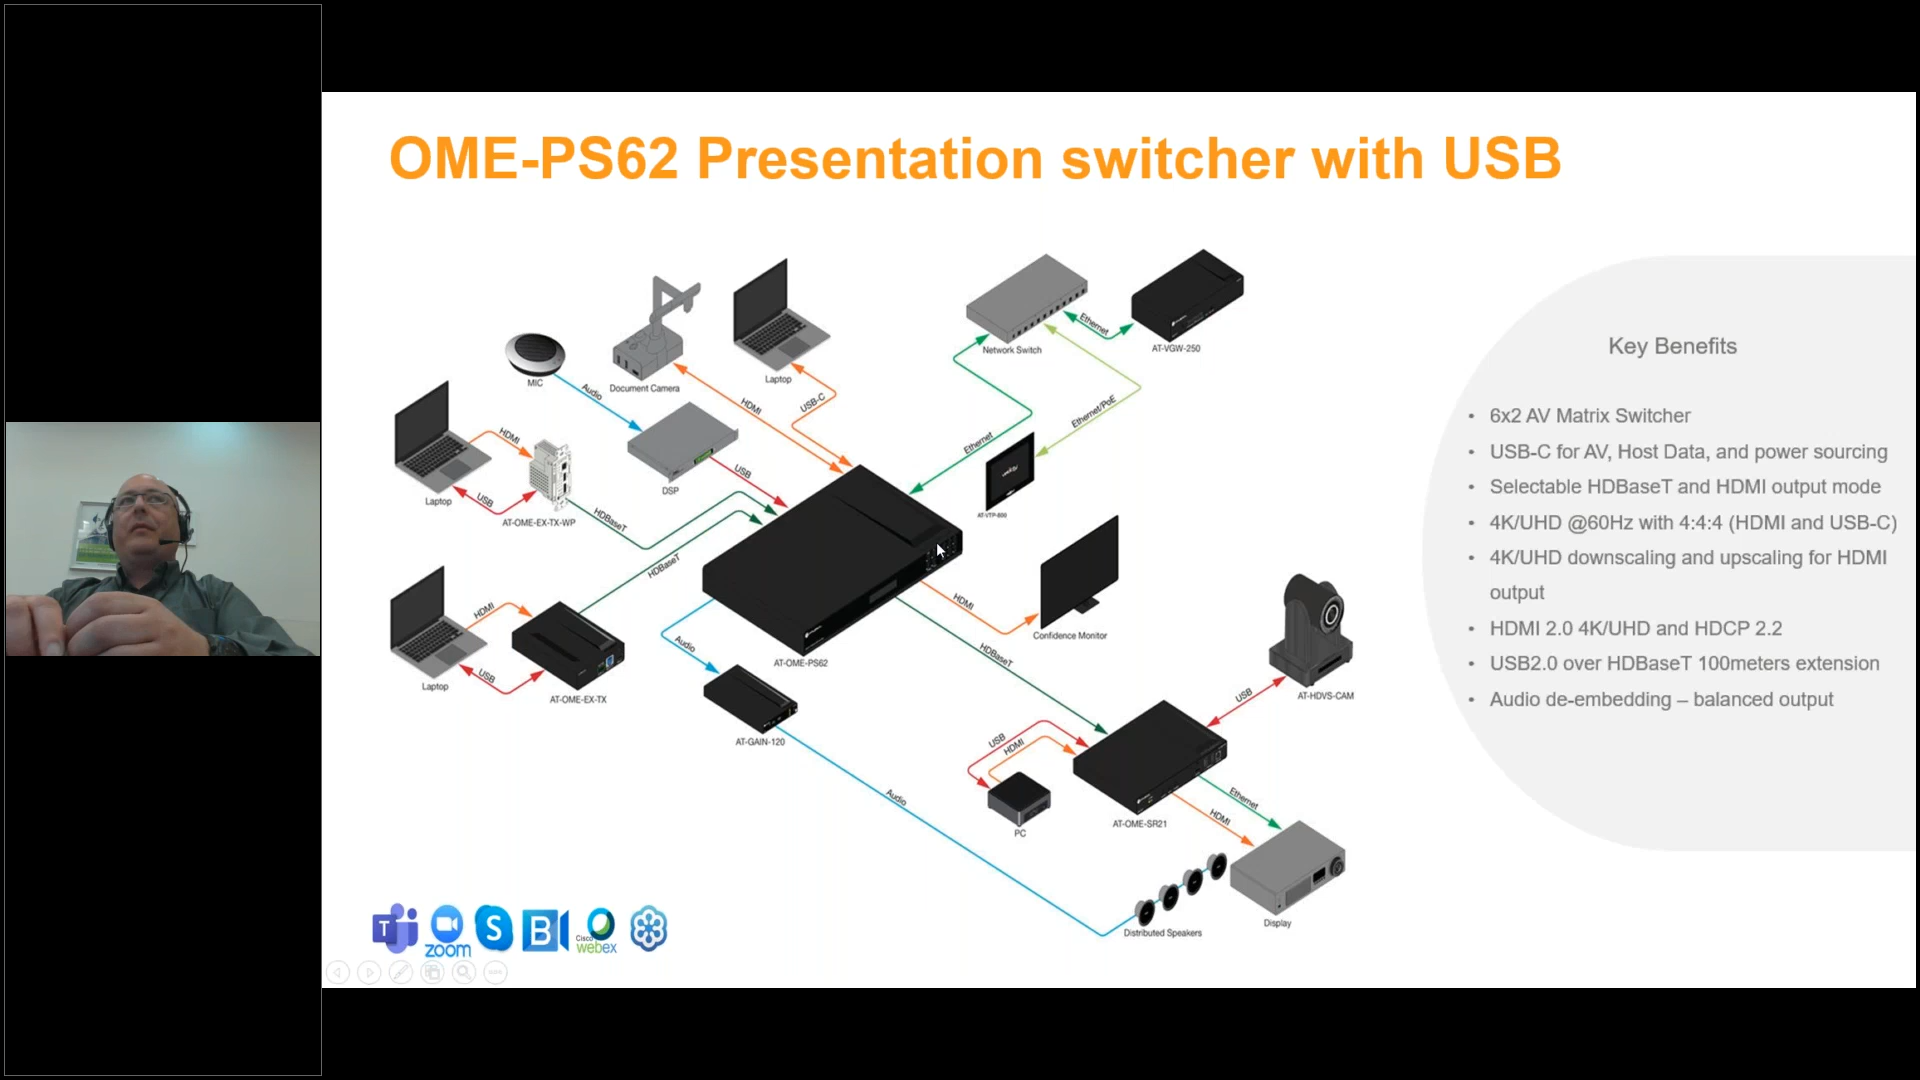 OME-PS62 Presentation switcher with USB
Network Switch
Ethernet
AT-VGW-250
MIC
Audio
Document Camera
Laptop
HDMI
USB-C
Ethernet/PoE
Ethernet
HDMI
Laptop
USB
AT-OME-EX-TX-WP
DSP
USB
HDBaseT
AT-VTP-800
HDBaseT
HDMI
Confidence Monitor
HDMI
Laptop
USB
AT-OME-EX-TX
Audio
AT-OME-PS62
HDBaseT
AT-GAIN-120
USB
AT-HDVS-CAM
USB
HDMI
PC
AT-OME-SR21
Ethernet
HDMI
Audio
Distributed Speakers
Display
Key Benefits
• 6x2 AV Matrix Switcher
• USB-C for AV, Host Data, and power sourcing
• Selectable HDBaseT and HDMI output mode
• 4K/UHD @60Hz with 4:4:4 (HDMI and USB-C)
• 4K/UHD downscaling and upscaling for HDMI
output
• HDMI 2.0 4K/UHD and HDCP 2.2
• USB2.0 over HDBaseT 100meters extension
• Audio de-embedding – balanced output
T
zoom
S
B
Cisco
webex